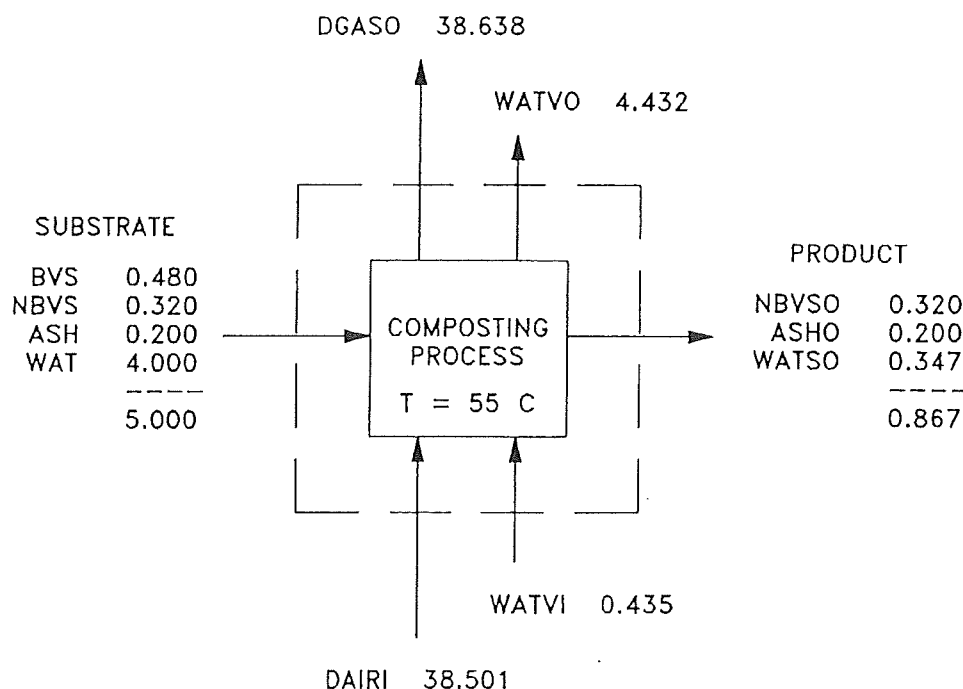 DGASO 38.638
WATVO 4.432
SUBSTRATE
BVS 0.480
NBVS 0.320
ASH 0.200
WAT 4.000
----
5.000
COMPOSTING
PROCESS
T = 55 C
PRODUCT
NBVSO 0.320
ASHO 0.200
WATSO 0.347
----
0.867
WATVI 0.435
DAIRI 38.501